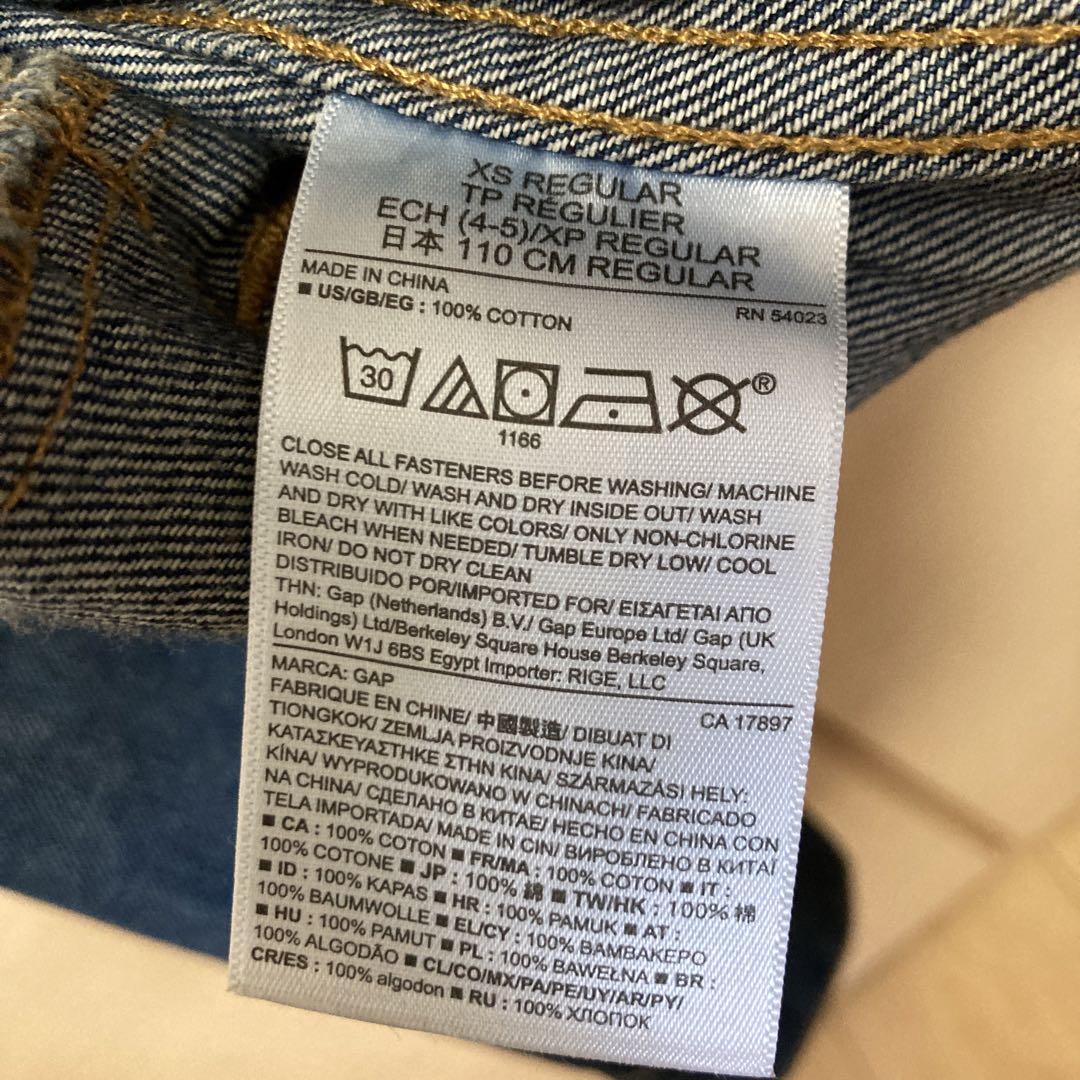 XS REGULAR
TP RÉGULIER
ECH (4-5)/XP REGULAR
日本 110 CM REGULAR
MADE IN CHINA
RN 54023
■ US/GB/EG : 100% COTTON
30
®
1166
CLOSE ALL FASTENERS BEFORE WASHING/ MACHINE
WASH COLD/ WASH AND DRY INSIDE OUT/ WASH
AND DRY WITH LIKE COLORS/ ONLY NON-CHLORINE
BLEACH WHEN NEEDED/ TUMBLE DRY LOW/ COOL
IRON/ DO NOT DRY CLEAN
DISTRIBUIDO POR/IMPORTED FOR/ ΕΙΣΑΓΕΤΑΙ ΑΠΟ
THN: Gap (Netherlands) B.V./ Gap Europe Ltd/ Gap (UK
Holdings) Ltd/Berkeley Square House Berkeley Square,
London W1J 6BS Egypt Importer: RIGE, LLC
MARCA: GAP
CA 17897
FABRIQUÉ EN CHINE/ 中國製造/ DIBUAT DI
TIONGKOK/ ZEMLJA PROIZVODNJE KINA/
ΚΑΤΑΣΚΕΥΑΣΤΗΚΕ ΣΤΗΝ ΚΙΝΑ/ SZÁRMAZÁSI HELY:
KÍNA/ WYPRODUKOWANO W CHINACH/ FABRICADO
NA CHINA/ СДЕЛАНО В КИТАЕ/ HECHO EN CHINA CON
TELA IMPORTADA/ MADE IN CIN/ ВИРОБЛЕНО В КИТАЇ
■ CA : 100% COTON ■ FR/MA : 100% COTON ■ IT :
100% COTONE ■ JP : 100% 綿 ■ TW/HK : 100% 棉
■ ID : 100% KAPAS ■ HR : 100% PAMUK ■ AT :
100% BAUMWOLLE ■ EL/CY : 100% ΒΑΜΒΑΚΕΡΟ
■ HU : 100% PAMUT ■ PL : 100% BAWEŁNA ■ BR :
100% ALGODÃO ■ CL/CO/MX/PA/PE/UY/AR/PY/
CR/ES : 100% algodon ■ RU : 100% ХЛОПОК